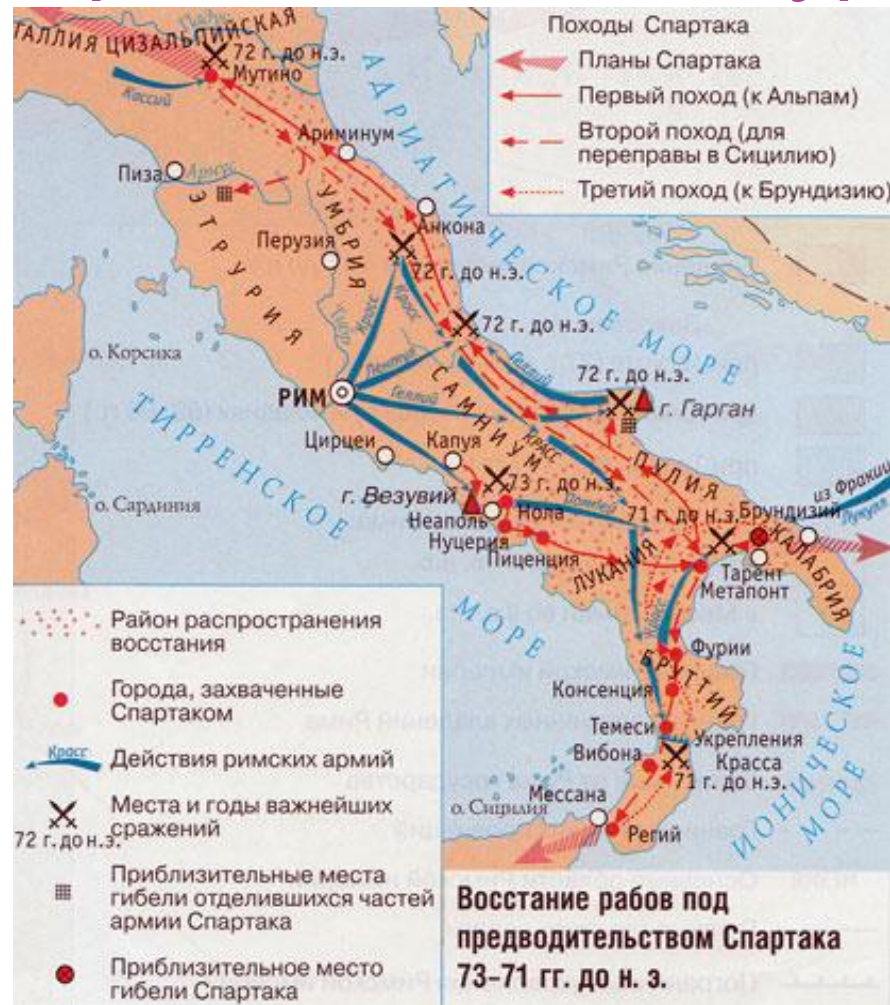 ГАЛЛИЯ ЦИЗАЛЬПИЙСКАЯ
72 г. до н.э.
Мутино
Кассий
Походы Спартака
Планы Спартака
Первый поход (к Альпам)
Второй поход (для
переправы в Сицилию)
Третий поход (к Брундизию)
АДРИАТИЧЕСКОЕ МОРЕ
Ариминум
Пиза
ЭТРУРИЯ
УМБРИЯ
Анкона
Перузия
72 г. до н.э.
Красс
Красс
о. Корсика
72 г. до н.э.
Лентул
Геллий
72 г. до н.э.
РИМ
Геллий
г. Гарган
САМНИУМ
Красс
Цирцеи
Капуя
ПУЛИЯ
ТИРРЕНСКОЕ
МОРЕ
73 г. до н.э.
из Фракии
Лукулл
г. Везувий
о. Сардиния
Нола
Помпей
71 г. до н.э.
Брундизий
Неаполь
Нуцерия
КАЛАБРИЯ
Пиценция
ЛУКАНИЯ
Тарент
Метапонт
Красс
Фурии
БРУТТИЙ
Консенция
Темеси
Укрепления
Красса
Вибона
71 г. до н.э.
Мессана
о. Сицилия
Регий
ИОНИЧЕСКОЕ
МОРЕ
Район распространения
восстания
Города, захваченные
Спартаком
Красс
Действия римских армий
Места и годы важнейших
сражений
72 г. до н.э.
Приблизительные места
гибели отделившихся частей
армии Спартака
Приблизительное место
гибели Спартака
Восстание рабов под
предводительством Спартака
73–71 гг. до н. э.